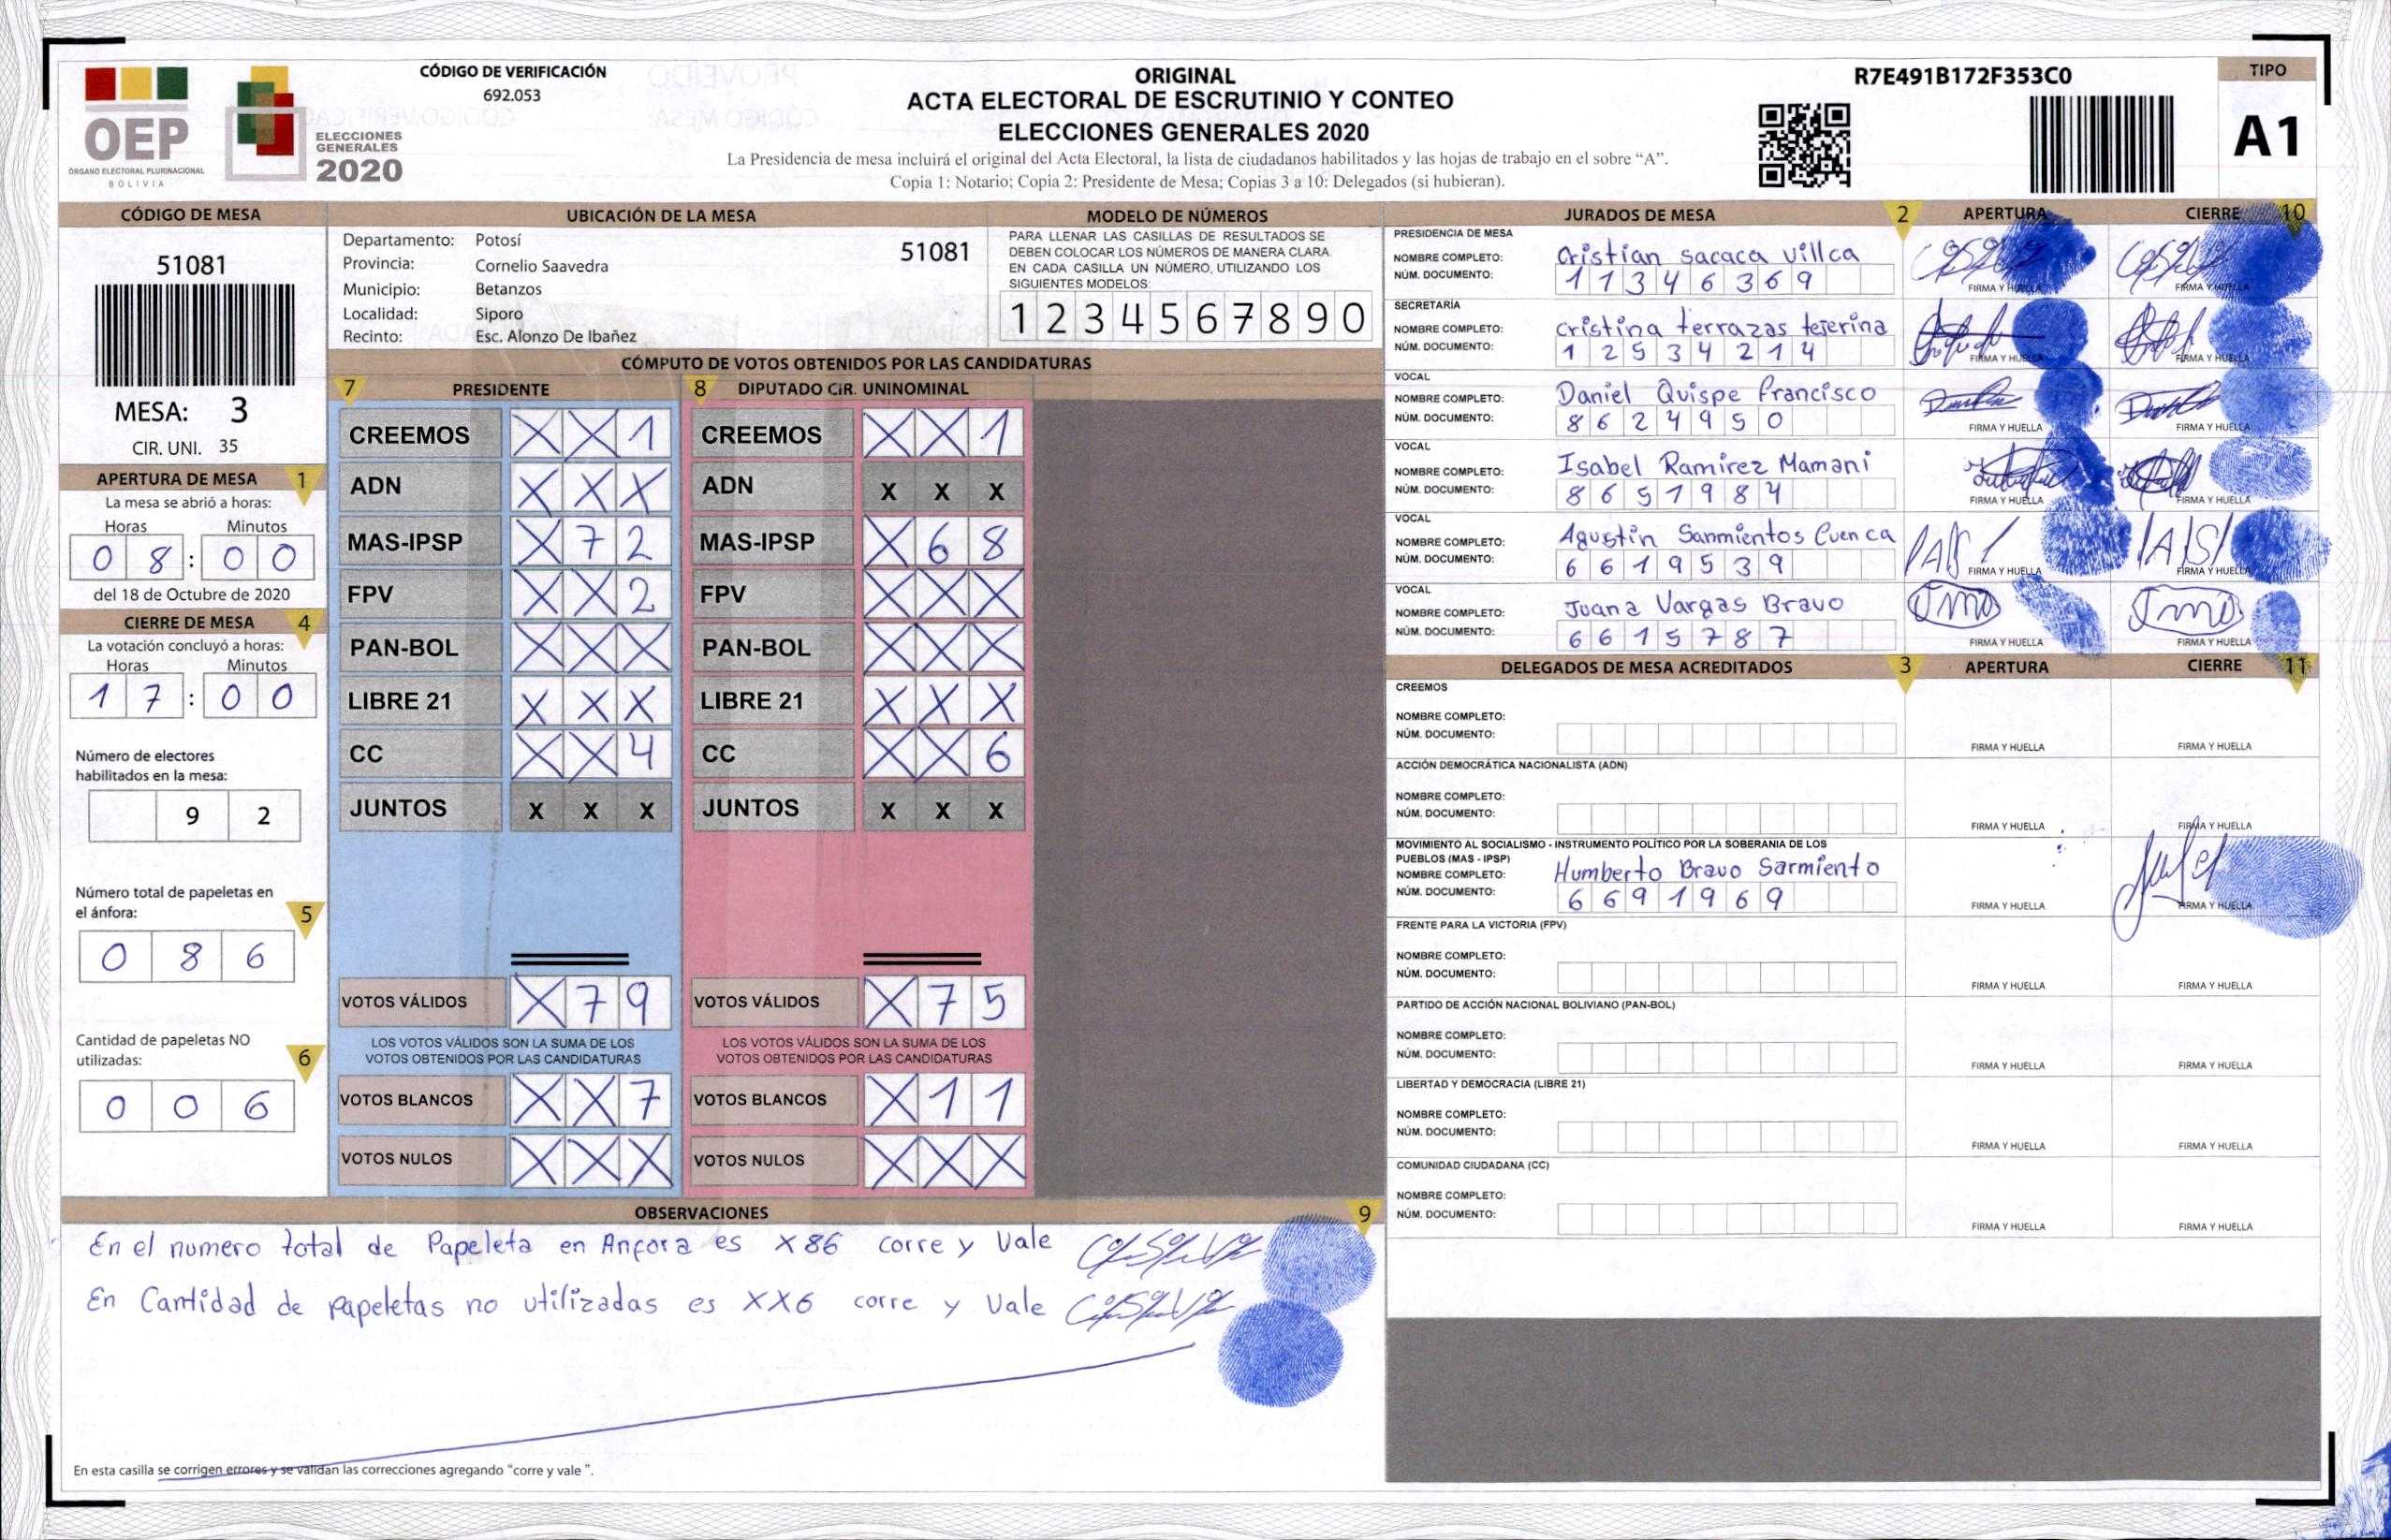 OEP
ÓRGANO ELECTORAL PLURINACIONAL
BOLIVIA
ELECCIONES
GENERALES
2020
CÓDIGO DE VERIFICACIÓN
692.053
ORIGINAL
ACTA ELECTORAL DE ESCRUTINIO Y CONTEO
ELECCIONES GENERALES 2020
La Presidencia de mesa incluirá el original del Acta Electoral, la lista de ciudadanos habilitados y las hojas de trabajo en el sobre “A”.
Copia 1: Notario; Copia 2: Presidente de Mesa; Copias 3 a 10: Delegados (si hubieran).
R7E491B172F353C0
TIPO
A1
CÓDIGO DE MESA
51081
MESA: 3
CIR. UNI. 35
APERTURA DE MESA 1
La mesa se abrió a horas:
Horas Minutos
0 8 : 0 0
del 18 de Octubre de 2020
CIERRE DE MESA 4
La votación concluyó a horas:
Horas Minutos
1 7 : 0 0
Número de electores
habilitados en la mesa:
9 2
Número total de papeletas en
el ánfora: 5
0 8 6
Cantidad de papeletas NO
utilizadas: 6
0 0 6
UBICACIÓN DE LA MESA
Departamento: Potosí 51081
Provincia: Cornelio Saavedra
Municipio: Betanzos
Localidad: Siporo
Recinto: Esc. Alonzo De Ibañez
MODELO DE NÚMEROS
PARA LLENAR LAS CASILLAS DE RESULTADOS SE
DEBEN COLOCAR LOS NÚMEROS DE MANERA CLARA.
EN CADA CASILLA UN NÚMERO, UTILIZANDO LOS
SIGUIENTES MODELOS:
1 2 3 4 5 6 7 8 9 0
CÓMPUTO DE VOTOS OBTENIDOS POR LAS CANDIDATURAS
7 PRESIDENTE
CREEMOS X X 1
ADN X X X
MAS-IPSP X 7 2
FPV X X 2
PAN-BOL X X X
LIBRE 21 X X X
CC X X 4
JUNTOS X X X
VOTOS VÁLIDOS X 7 9
LOS VOTOS VÁLIDOS SON LA SUMA DE LOS
VOTOS OBTENIDOS POR LAS CANDIDATURAS
VOTOS BLANCOS X X 7
VOTOS NULOS X X X
8 DIPUTADO CIR. UNINOMINAL
CREEMOS X X 1
ADN X X X
MAS-IPSP X 6 8
FPV X X X
PAN-BOL X X X
LIBRE 21 X X X
CC X X 6
JUNTOS X X X
VOTOS VÁLIDOS X 7 5
LOS VOTOS VÁLIDOS SON LA SUMA DE LOS
VOTOS OBTENIDOS POR LAS CANDIDATURAS
VOTOS BLANCOS X 1 1
VOTOS NULOS X X X
OBSERVACIONES 9
En el numero total de Papeleta en Anfora es X86 corre y Vale
En Cantidad de papeletas no utilizadas es XX6 corre y Vale
En esta casilla se corrigen errores y se validan las correcciones agregando “corre y vale ”.
JURADOS DE MESA 2 APERTURA CIERRE 10
PRESIDENCIA DE MESA
NOMBRE COMPLETO: Cristian sacaca villca
NÚM. DOCUMENTO: 1 1 3 4 6 3 6 9
FIRMA Y HUELLA FIRMA Y HUELLA
SECRETARÍA
NOMBRE COMPLETO: cristina terrazas tejerina
NÚM. DOCUMENTO: 1 2 5 3 4 2 1 4
FIRMA Y HUELLA FIRMA Y HUELLA
VOCAL
NOMBRE COMPLETO: Daniel Quispe Francisco
NÚM. DOCUMENTO: 8 6 2 4 9 5 0
FIRMA Y HUELLA FIRMA Y HUELLA
VOCAL
NOMBRE COMPLETO: Isabel Ramirez Mamani
NÚM. DOCUMENTO: 8 6 5 1 9 8 4
FIRMA Y HUELLA FIRMA Y HUELLA
VOCAL
NOMBRE COMPLETO: Agustin Sanmientos Cuenca
NÚM. DOCUMENTO: 6 6 1 9 5 3 9
FIRMA Y HUELLA FIRMA Y HUELLA
VOCAL
NOMBRE COMPLETO: Juana Vargas Bravo
NÚM. DOCUMENTO: 6 6 1 5 7 8 7
FIRMA Y HUELLA FIRMA Y HUELLA
DELEGADOS DE MESA ACREDITADOS 3 APERTURA CIERRE 11
CREEMOS
NOMBRE COMPLETO:
NÚM. DOCUMENTO:
FIRMA Y HUELLA FIRMA Y HUELLA
ACCIÓN DEMOCRÁTICA NACIONALISTA (ADN)
NOMBRE COMPLETO:
NÚM. DOCUMENTO:
FIRMA Y HUELLA FIRMA Y HUELLA
MOVIMIENTO AL SOCIALISMO - INSTRUMENTO POLÍTICO POR LA SOBERANIA DE LOS
PUEBLOS (MAS - IPSP)
NOMBRE COMPLETO: Humberto Bravo Sarmiento
NÚM. DOCUMENTO: 6 6 9 1 9 6 9
FIRMA Y HUELLA FIRMA Y HUELLA
FRENTE PARA LA VICTORIA (FPV)
NOMBRE COMPLETO:
NÚM. DOCUMENTO:
FIRMA Y HUELLA FIRMA Y HUELLA
PARTIDO DE ACCIÓN NACIONAL BOLIVIANO (PAN-BOL)
NOMBRE COMPLETO:
NÚM. DOCUMENTO:
FIRMA Y HUELLA FIRMA Y HUELLA
LIBERTAD Y DEMOCRACIA (LIBRE 21)
NOMBRE COMPLETO:
NÚM. DOCUMENTO:
FIRMA Y HUELLA FIRMA Y HUELLA
COMUNIDAD CIUDADANA (CC)
NOMBRE COMPLETO:
NÚM. DOCUMENTO:
FIRMA Y HUELLA FIRMA Y HUELLA